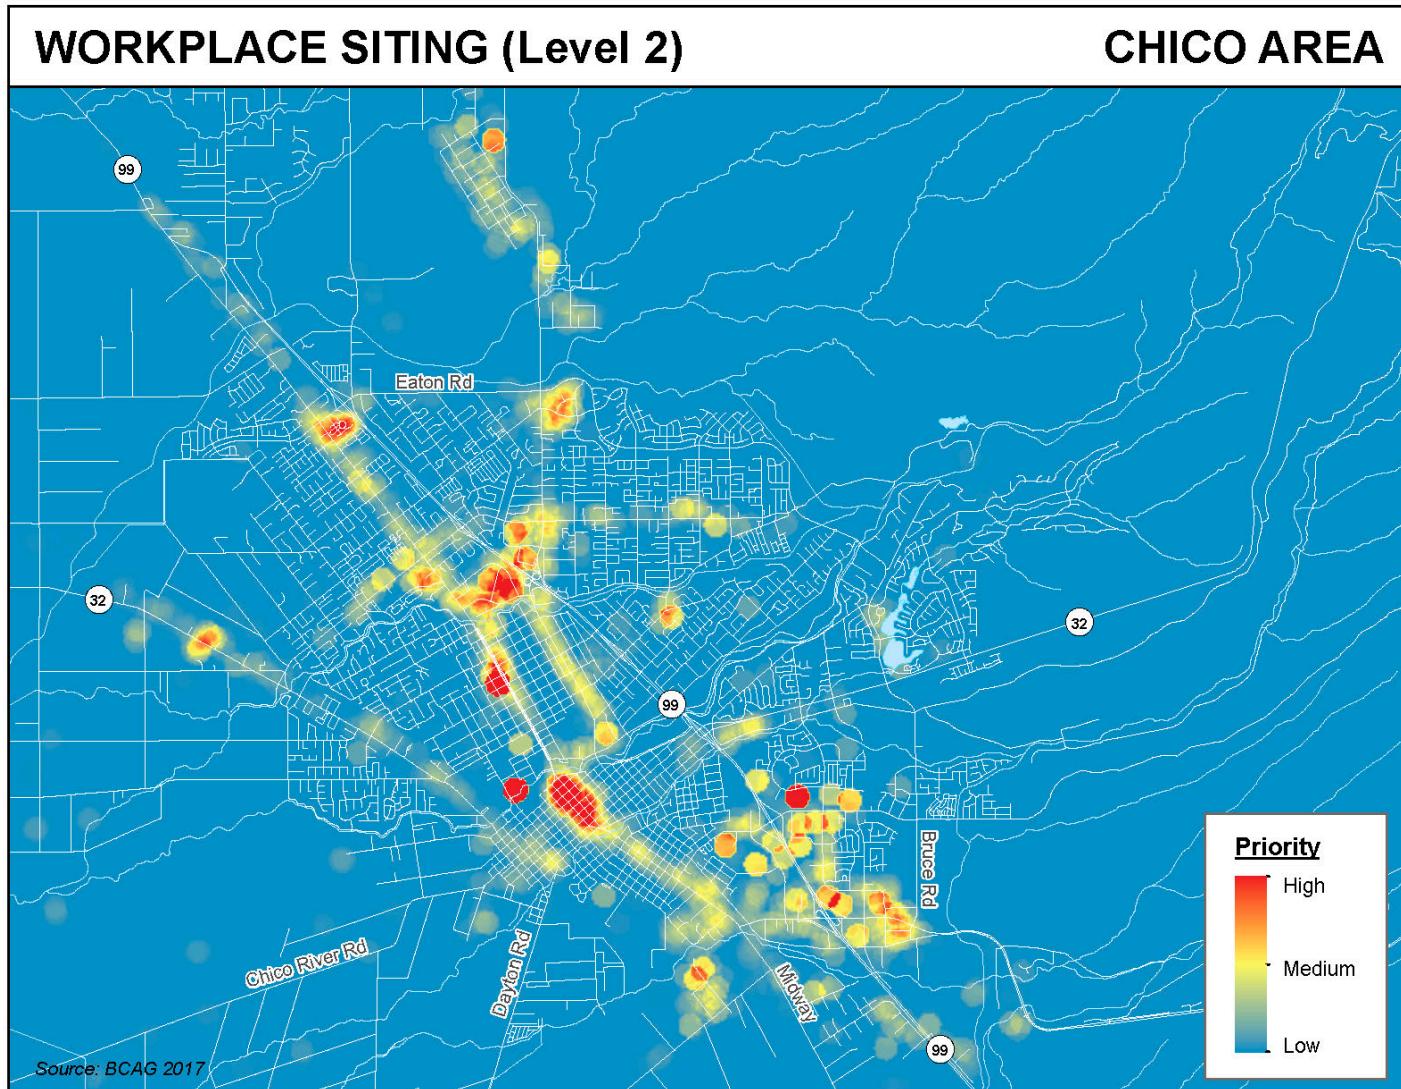 WORKPLACE SITING (Level 2)
CHICO AREA
99
Eaton Rd
32
32
99
Bruce Rd
Priority
High
Medium
Low
Chico River Rd
Dayton Rd
Midway
99
Source: BCAG 2017